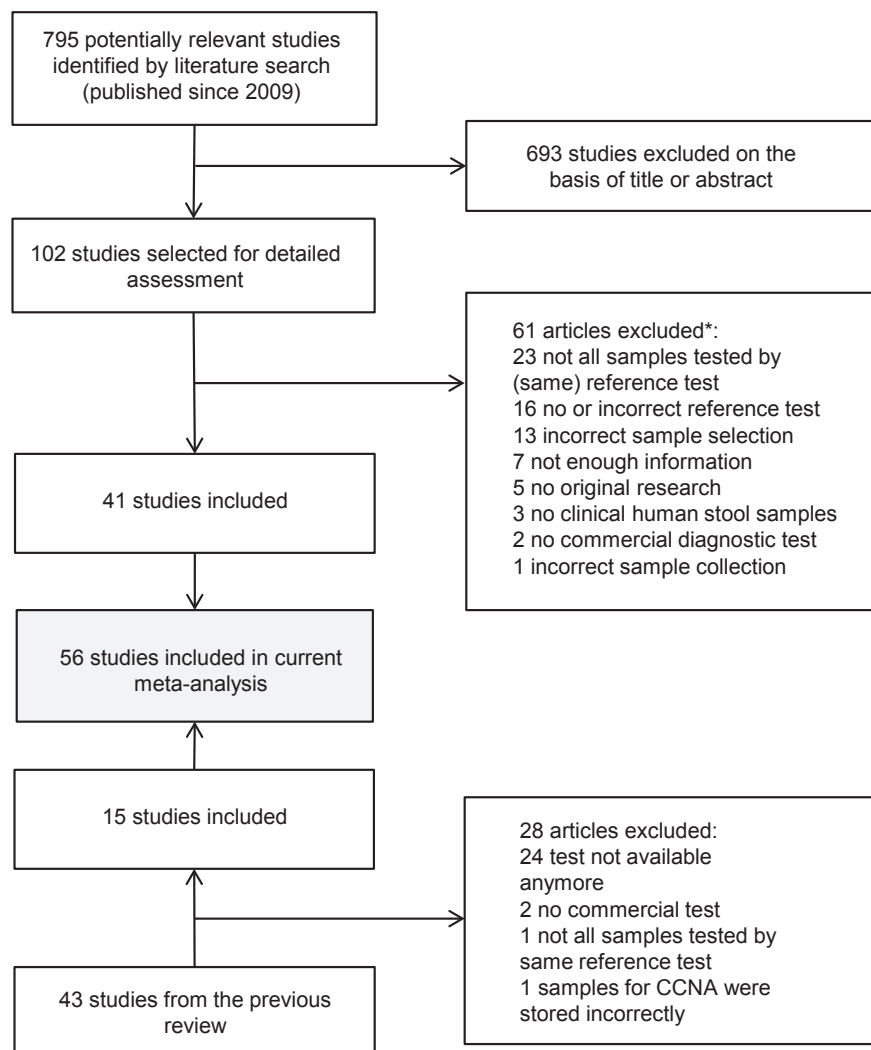 795 potentially relevant studies
identified by literature search
(published since 2009)
693 studies excluded on the
basis of title or abstract
102 studies selected for detailed
assessment
61 articles excluded*:
23 not all samples tested by
(same) reference test
16 no or incorrect reference test
13 incorrect sample selection
7 not enough information
5 no original research
3 no clinical human stool samples
2 no commercial diagnostic test
1 incorrect sample collection
41 studies included
56 studies included in current
meta-analysis
15 studies included
28 articles excluded:
24 test not available
anymore
2 no commercial test
1 not all samples tested by
same reference test
1 samples for CCNA were
stored incorrectly
43 studies from the previous
review